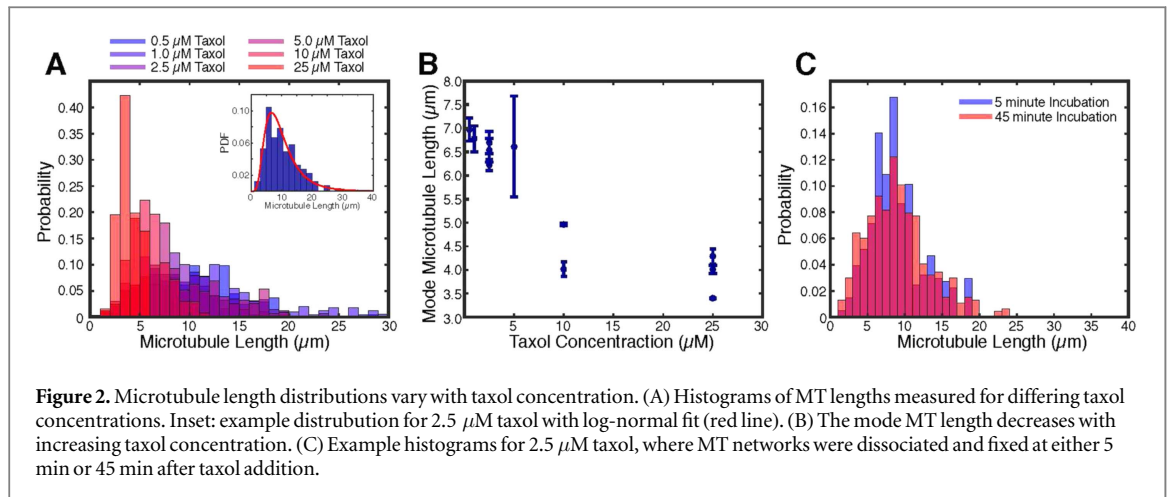 0.5 μM Taxol 5.0 μM Taxol
1.0 μM Taxol 10 μM Taxol
2.5 μM Taxol 25 μM Taxol
A
0.40
0.35
0.30
0.25
0.20
0.15
0.10
0.05
0
Probability
0 5 10 15 20 25 30
Microtubule Length (μm)
0.10
0.06
0.02
PDF
0 10 20 30 40
Microtubule Length (μm)
B
8.0
7.5
7.0
6.5
6.0
5.5
5.0
4.5
4.0
3.5
3.0
Mode Microtubule Length (μm)
5 10 15 20 25 30
Taxol Concentraction (μM)
C
5 minute Incubation
45 minute Incubation
0.16
0.14
0.12
0.10
0.08
0.06
0.04
0.02
0
Probability
0 5 10 15 20 25 30 35 40
Microtubule Length (μm)
Figure 2. Microtubule length distributions vary with taxol concentration. (A) Histograms of MT lengths measured for differing taxol
concentrations. Inset: example distrubution for 2.5 μM taxol with log-normal fit (red line). (B) The mode MT length decreases with
increasing taxol concentration. (C) Example histograms for 2.5 μM taxol, where MT networks were dissociated and fixed at either 5
min or 45 min after taxol addition.